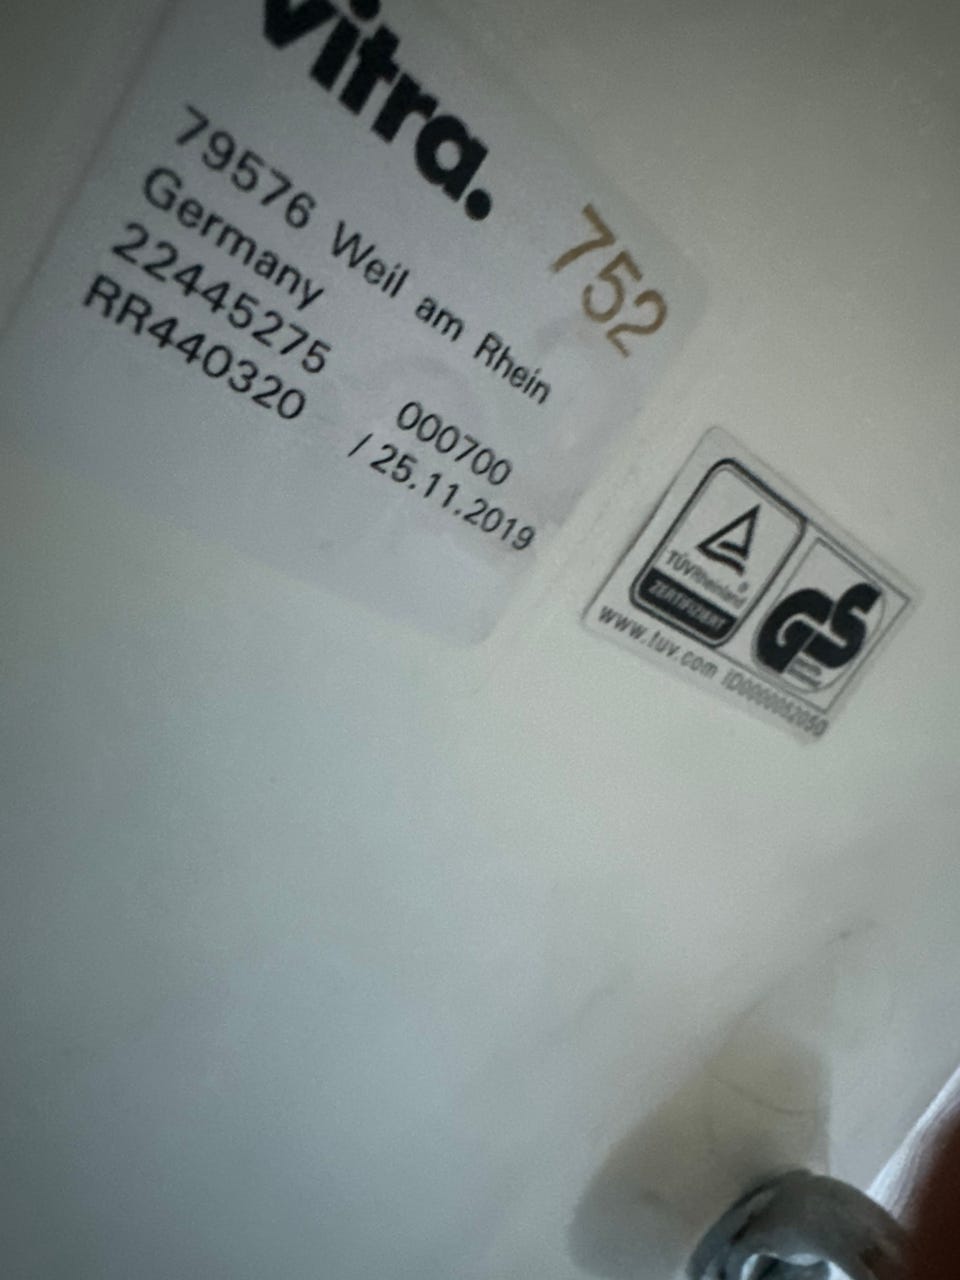 vitra.
752
79576 Weil am Rhein
Germany
22445275 000700
RR440320 / 25.11.2019
TÜVRheinland®
ZERTIFIZIERT
GS
www.tuv.com ID0000052050